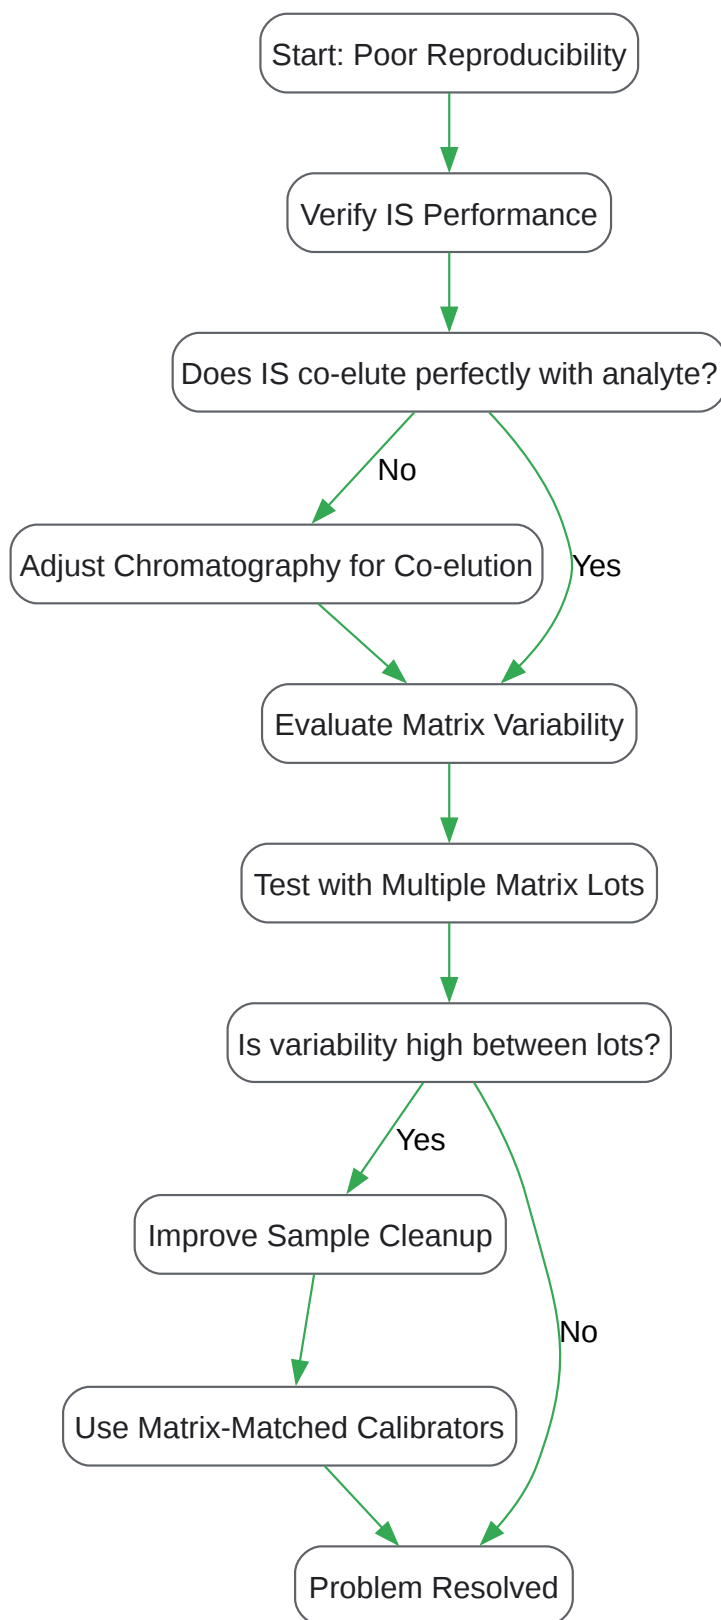 Start: Poor Reproducibility
Verify IS Performance
Does IS co-elute perfectly with analyte?
No
Adjust Chromatography for Co-elution
Yes
Evaluate Matrix Variability
Test with Multiple Matrix Lots
Is variability high between lots?
Yes
Improve Sample Cleanup
No
Use Matrix-Matched Calibrators
Problem Resolved